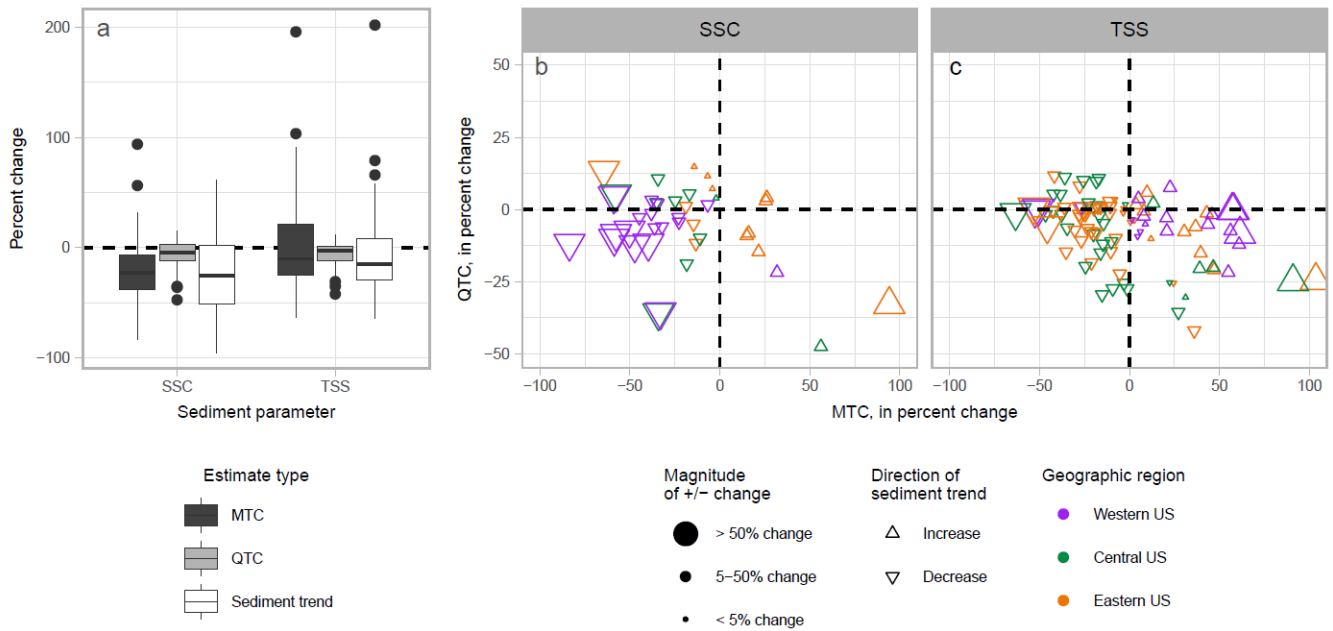 a
Percent change
200
100
0
−100
SSC
TSS
Sediment parameter
SSC
TSS
b
c
QTC, in percent change
50
25
0
−25
−50
−100
−50
0
50
100
−100
−50
0
50
100
MTC, in percent change
Estimate type
MTC
QTC
Sediment trend
Magnitude
of +/− change
> 50% change
5−50% change
< 5% change
Direction of
sediment trend
Increase
Decrease
Geographic region
Western US
Central US
Eastern US